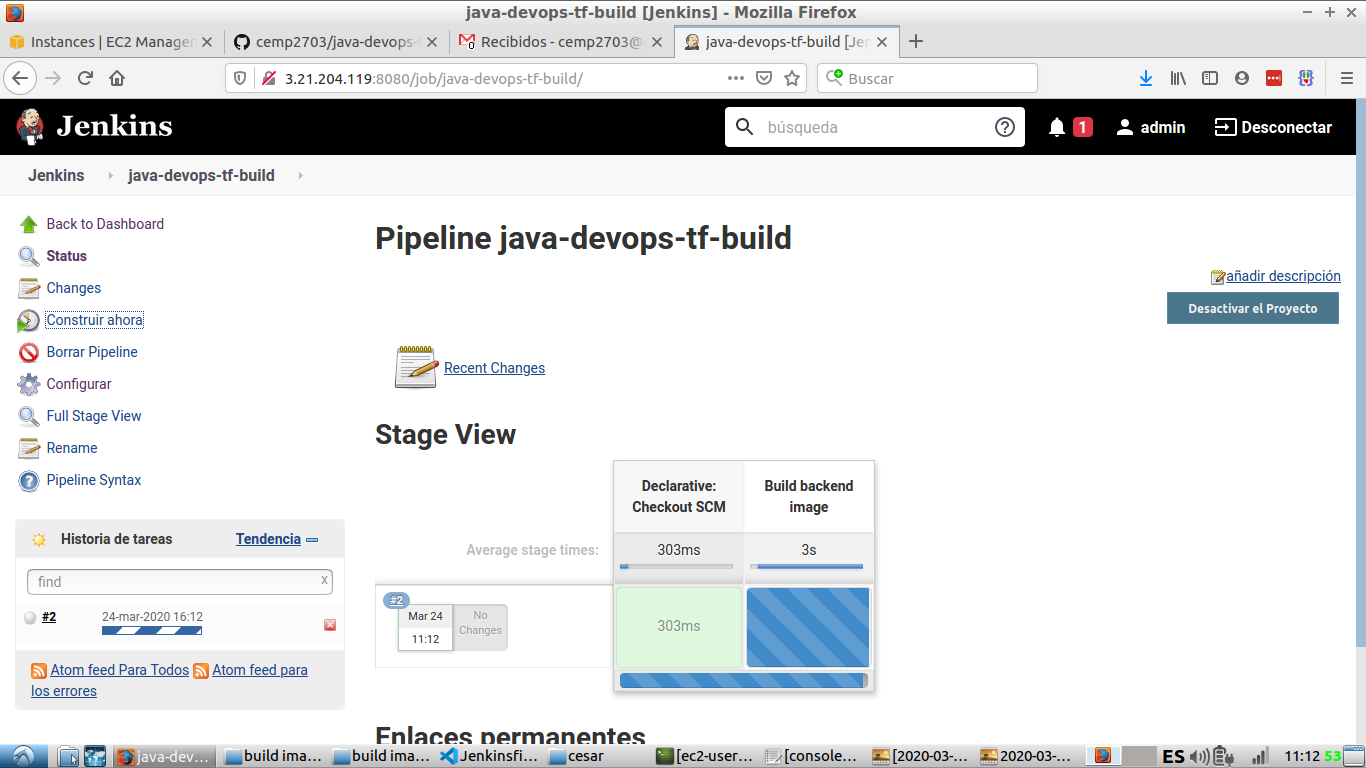 java-devops-tf-build [Jenkins] - Mozilla Firefox
Instances | EC2 Manager
cemp2703/java-devops-
Recibidos - cemp2703@
java-devops-tf-build [Jen
3.21.204.119:8080/job/java-devops-tf-build/
Buscar
Jenkins
búsqueda
1
admin
Desconectar
Jenkins
java-devops-tf-build
Back to Dashboard
Status
Changes
Construir ahora
Borrar Pipeline
Configurar
Full Stage View
Rename
Pipeline Syntax
Historia de tareas
Tendencia
find
x
#2
24-mar-2020 16:12
Atom feed Para Todos
Atom feed para
los errores
Pipeline java-devops-tf-build
añadir descripción
Desactivar el Proyecto
Recent Changes
Stage View
Declarative:
Checkout SCM
Build backend
image
Average stage times:
303ms
3s
#2
Mar 24
11:12
No
Changes
303ms
Enlaces permanentes
java-dev...
build ima...
build ima...
Jenkinsfi...
cesar
[ec2-user...
[console...
[2020-03-...
2020-03-...
ES
11:12
53